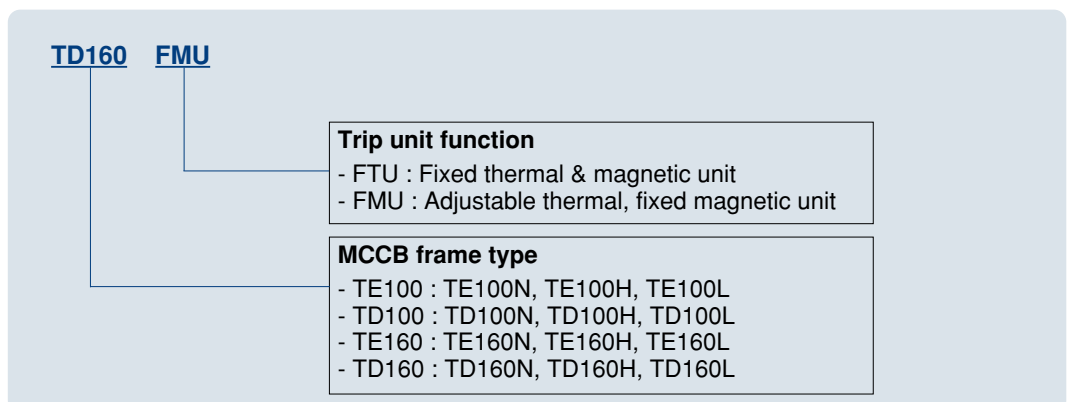 TD160 FMU
Trip unit function
- FTU : Fixed thermal & magnetic unit
- FMU : Adjustable thermal, fixed magnetic unit
MCCB frame type
- TE100 : TE100N, TE100H, TE100L
- TD100 : TD100N, TD100H, TD100L
- TE160 : TE160N, TE160H, TE160L
- TD160 : TD160N, TD160H, TD160L